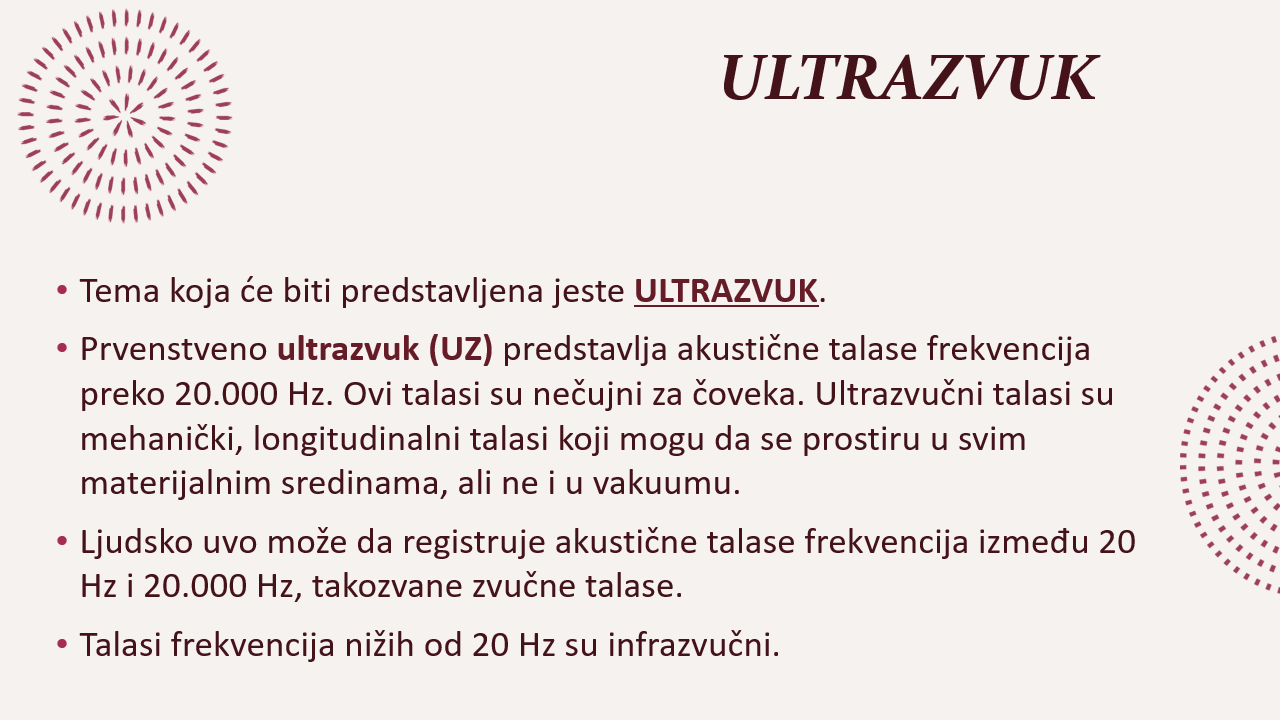 ULTRAZVUK
• Tema koja će biti predstavljena jeste ULTRAZVUK.
• Prvenstveno ultrazvuk (UZ) predstavlja akustične talase frekvencija
preko 20.000 Hz. Ovi talasi su nečujni za čoveka. Ultrazvučni talasi su
mehanički, longitudinalni talasi koji mogu da se prostiru u svim
materijalnim sredinama, ali ne i u vakuumu.
• Ljudsko uvo može da registruje akustične talase frekvencija između 20
Hz i 20.000 Hz, takozvane zvučne talase.
• Talasi frekvencija nižih od 20 Hz su infrazvučni.